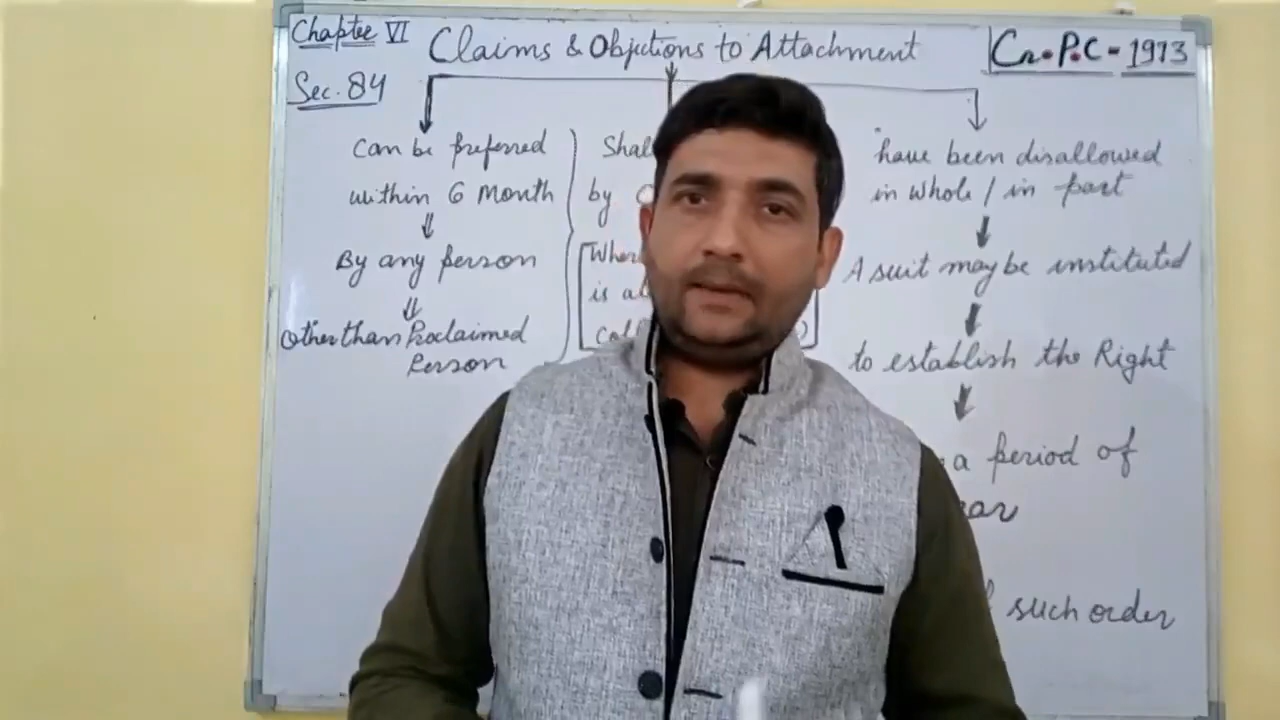 Chapter VI
Claims & Objections to Attachment
Cr.P.C - 1973
Sec. 84
Can be preferred
within 6 Month
By any person
Other than Proclaimed
Person
by
is
have been disallowed
in whole / in part
A suit may be instituted
to establish the Right
a period of
such order